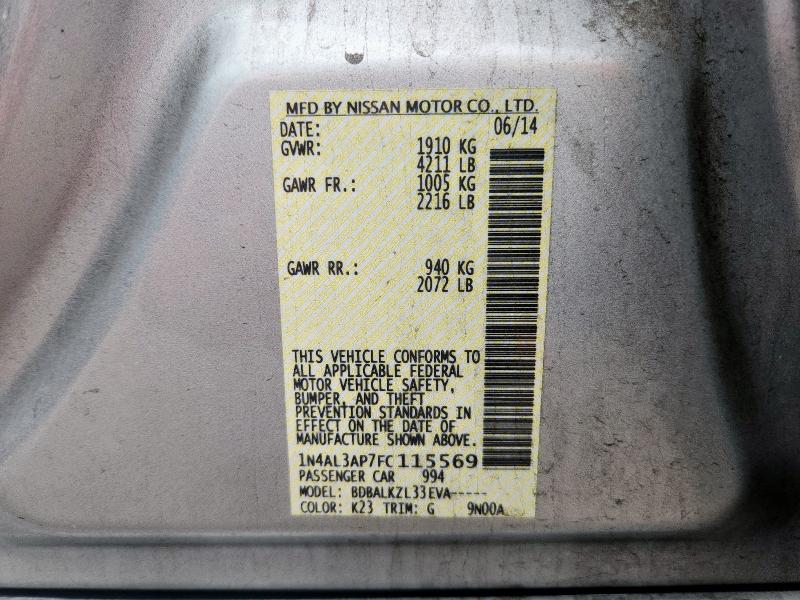 MFD BY NISSAN MOTOR CO., LTD.
DATE: 06/14
GVWR: 1910 KG
4211 LB
GAWR FR.: 1005 KG
2216 LB
GAWR RR.: 940 KG
2072 LB
THIS VEHICLE CONFORMS TO
ALL APPLICABLE FEDERAL
MOTOR VEHICLE SAFETY,
BUMPER, AND THEFT
PREVENTION STANDARDS IN
EFFECT ON THE DATE OF
MANUFACTURE SHOWN ABOVE.
1N4AL3AP7FC115569
PASSENGER CAR 994
MODEL: BDBALKZL33EVA-----
COLOR: K23 TRIM: G 9N00A